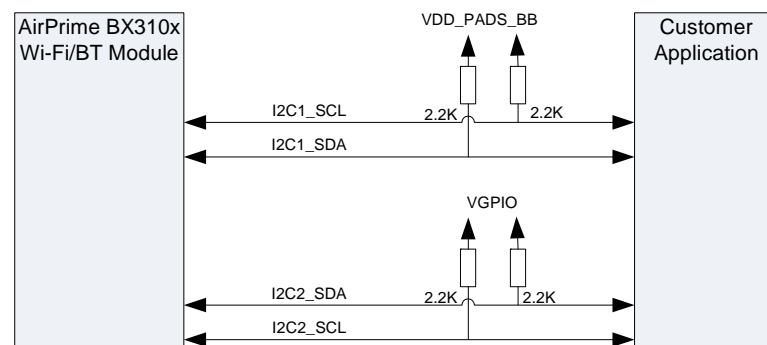 AirPrime BX310x
Wi-Fi/BT Module
VDD_PADS_BB
Customer
Application
I2C1_SCL
2.2K
2.2K
I2C1_SDA
VGPIO
I2C2_SDA
2.2K
2.2K
I2C2_SCL